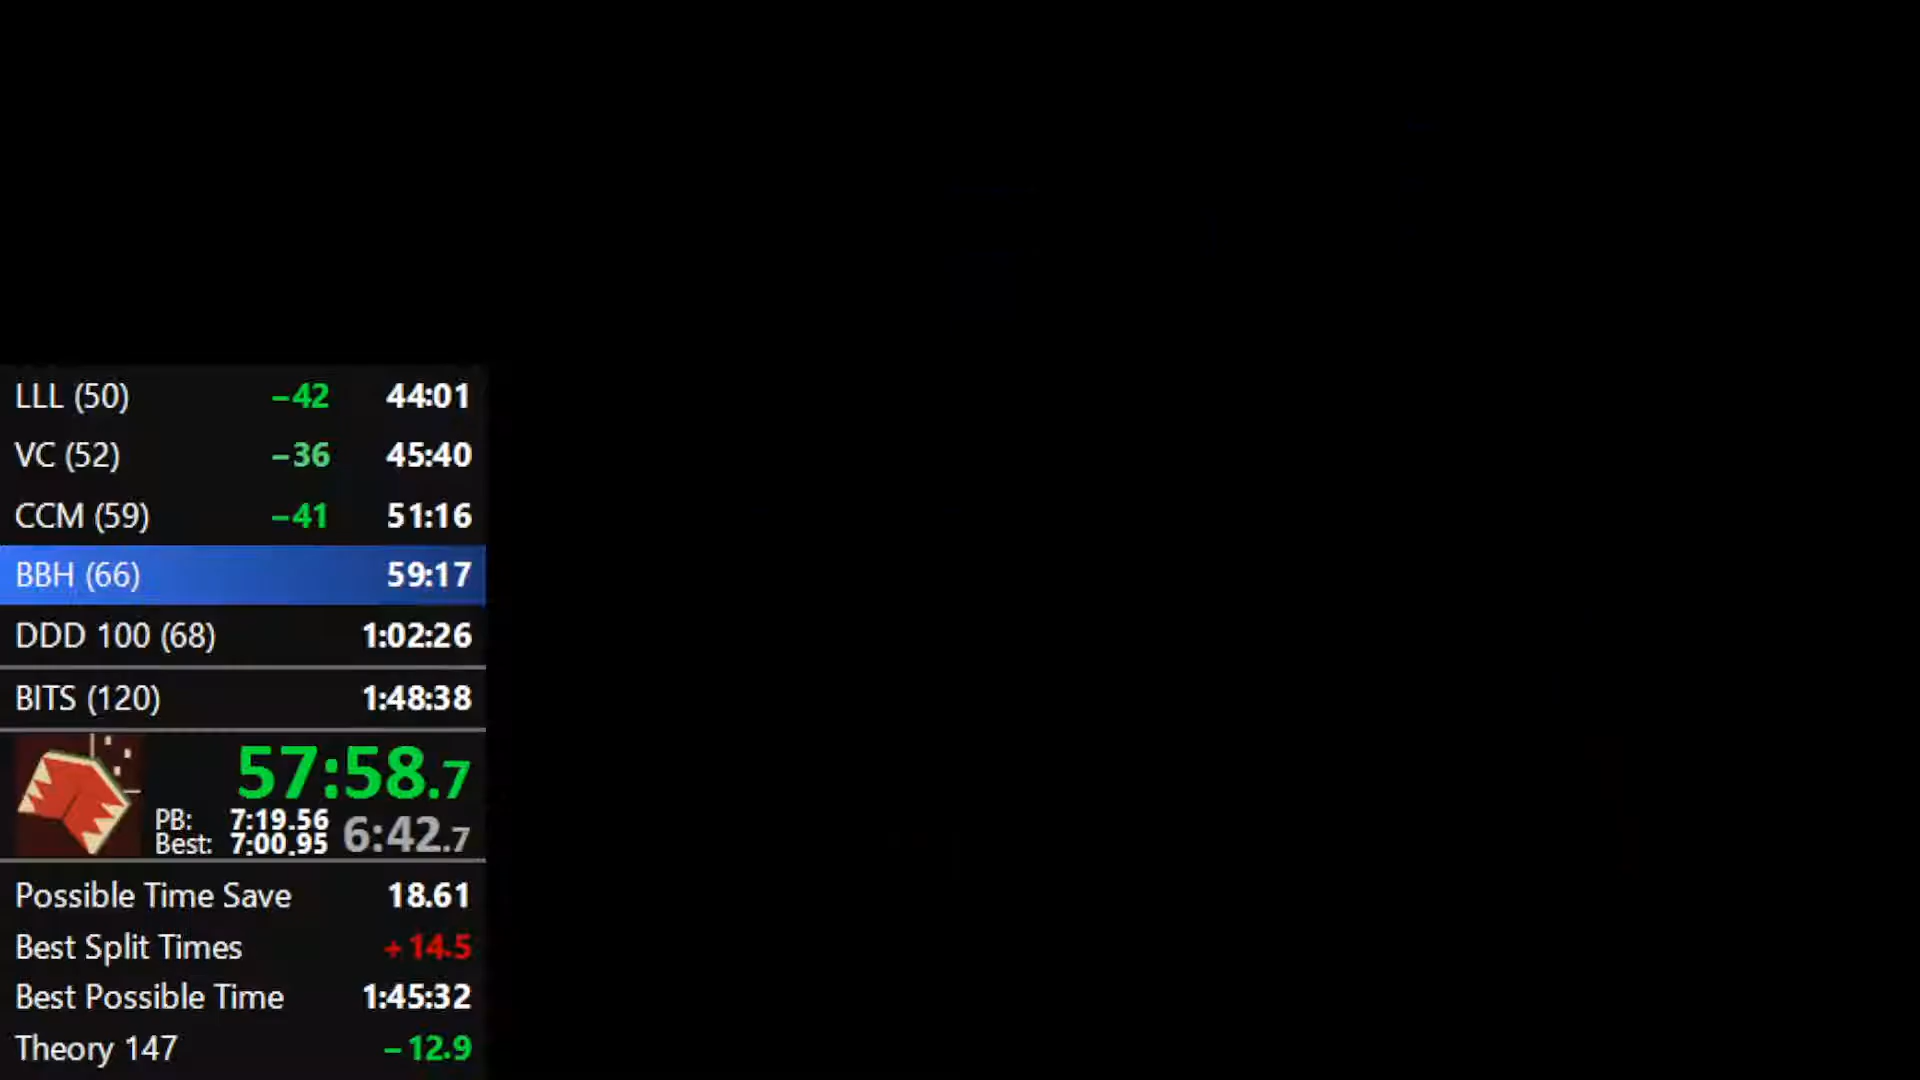 LLL (50) −42 44:01
VC (52) −36 45:40
CCM (59) −41 51:16
BBH (66) 59:17
DDD 100 (68) 1:02:26
BITS (120) 1:48:38
57:58.7
PB: 7:19.56
Best: 7:00.95 6:42.7
Possible Time Save 18.61
Best Split Times +14.5
Best Possible Time 1:45:32
Theory 147 −12.9